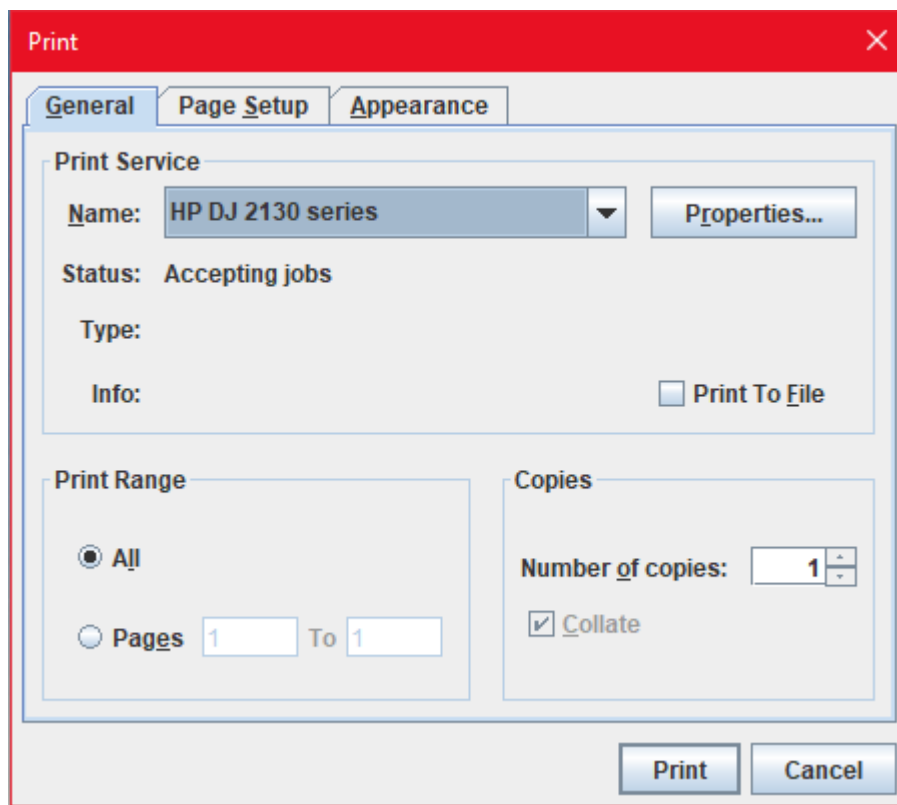 Print
General Page Setup Appearance
Print Service
Name: HP DJ 2130 series Properties...
Status: Accepting jobs
Type:
Info: Print To File
Print Range
All
Pages 1 To 1
Copies
Number of copies: 1
Collate
Print Cancel